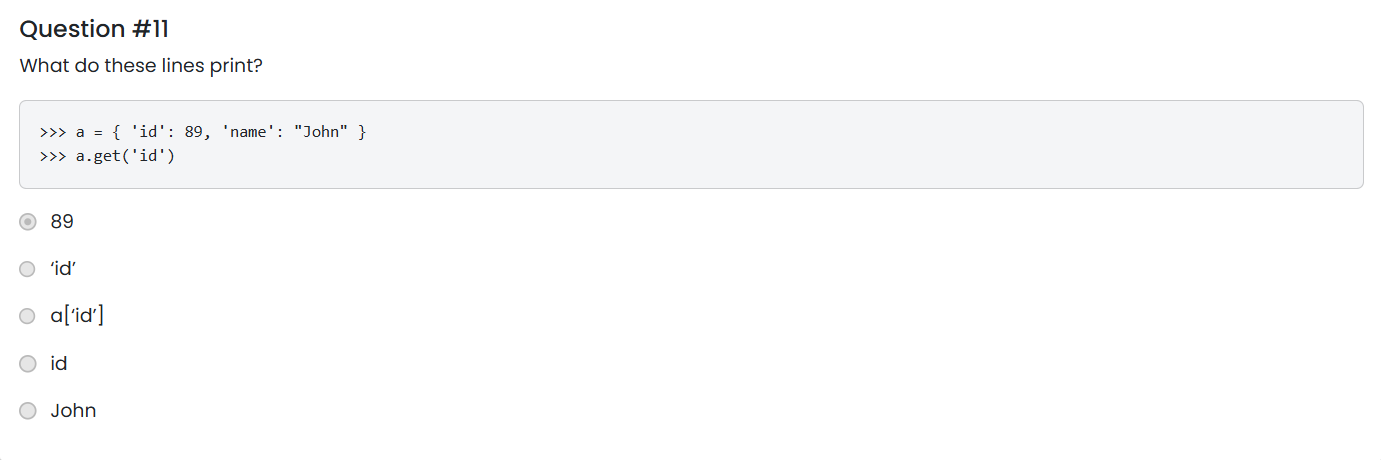 Question #11
What do these lines print?
>>> a = { 'id': 89, 'name': "John" }
>>> a.get('id')
89
‘id’
a[‘id’]
id
John